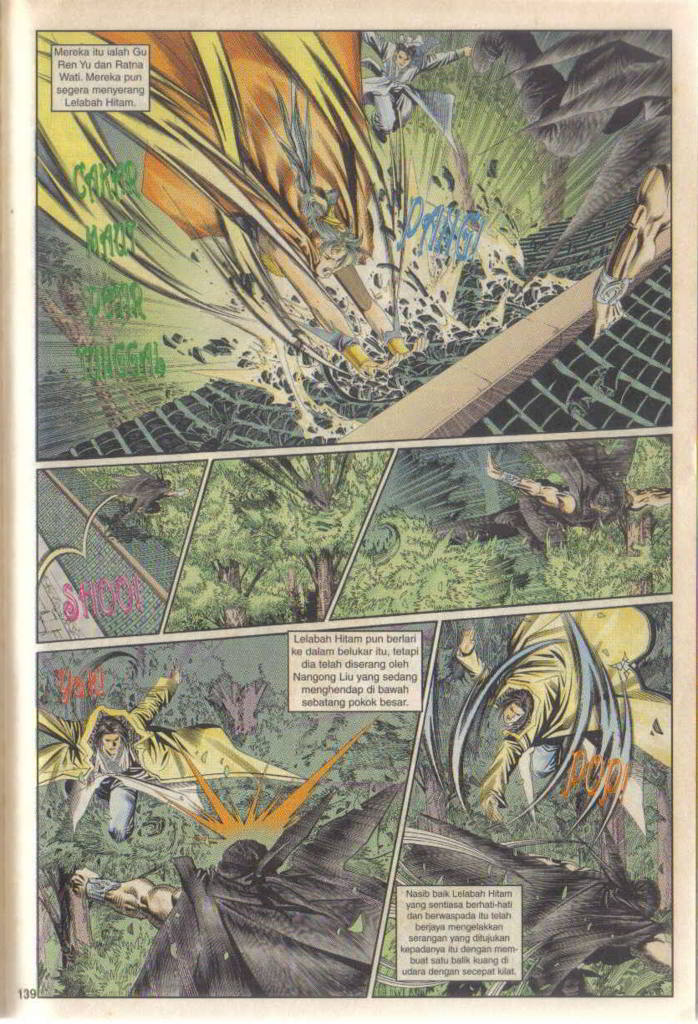 Mereka itu ialah Gu
Ren Yu dan Ratna
Wati. Mereka pun
segera menyerang
Lelabah Hitam.
CAKAR
MAUT
PETIR
TUNGGAL
PANG!
SHOO!
Lelabah Hitam pun berlari
ke dalam belukar itu, tetapi
dia telah diserang oleh
Nangong Liu yang sedang
menghendap di bawah
sebatang pokok besar.
Yak!
POP!
Nasib baik Lelabah Hitam
yang sentiasa berhati-hati
dan berwaspada itu telah
berjaya mengelakkan
serangan yang ditujukan
kepadanya itu dengan mem-
buat satu balik kuang di
udara dengan secepat kilat.
139